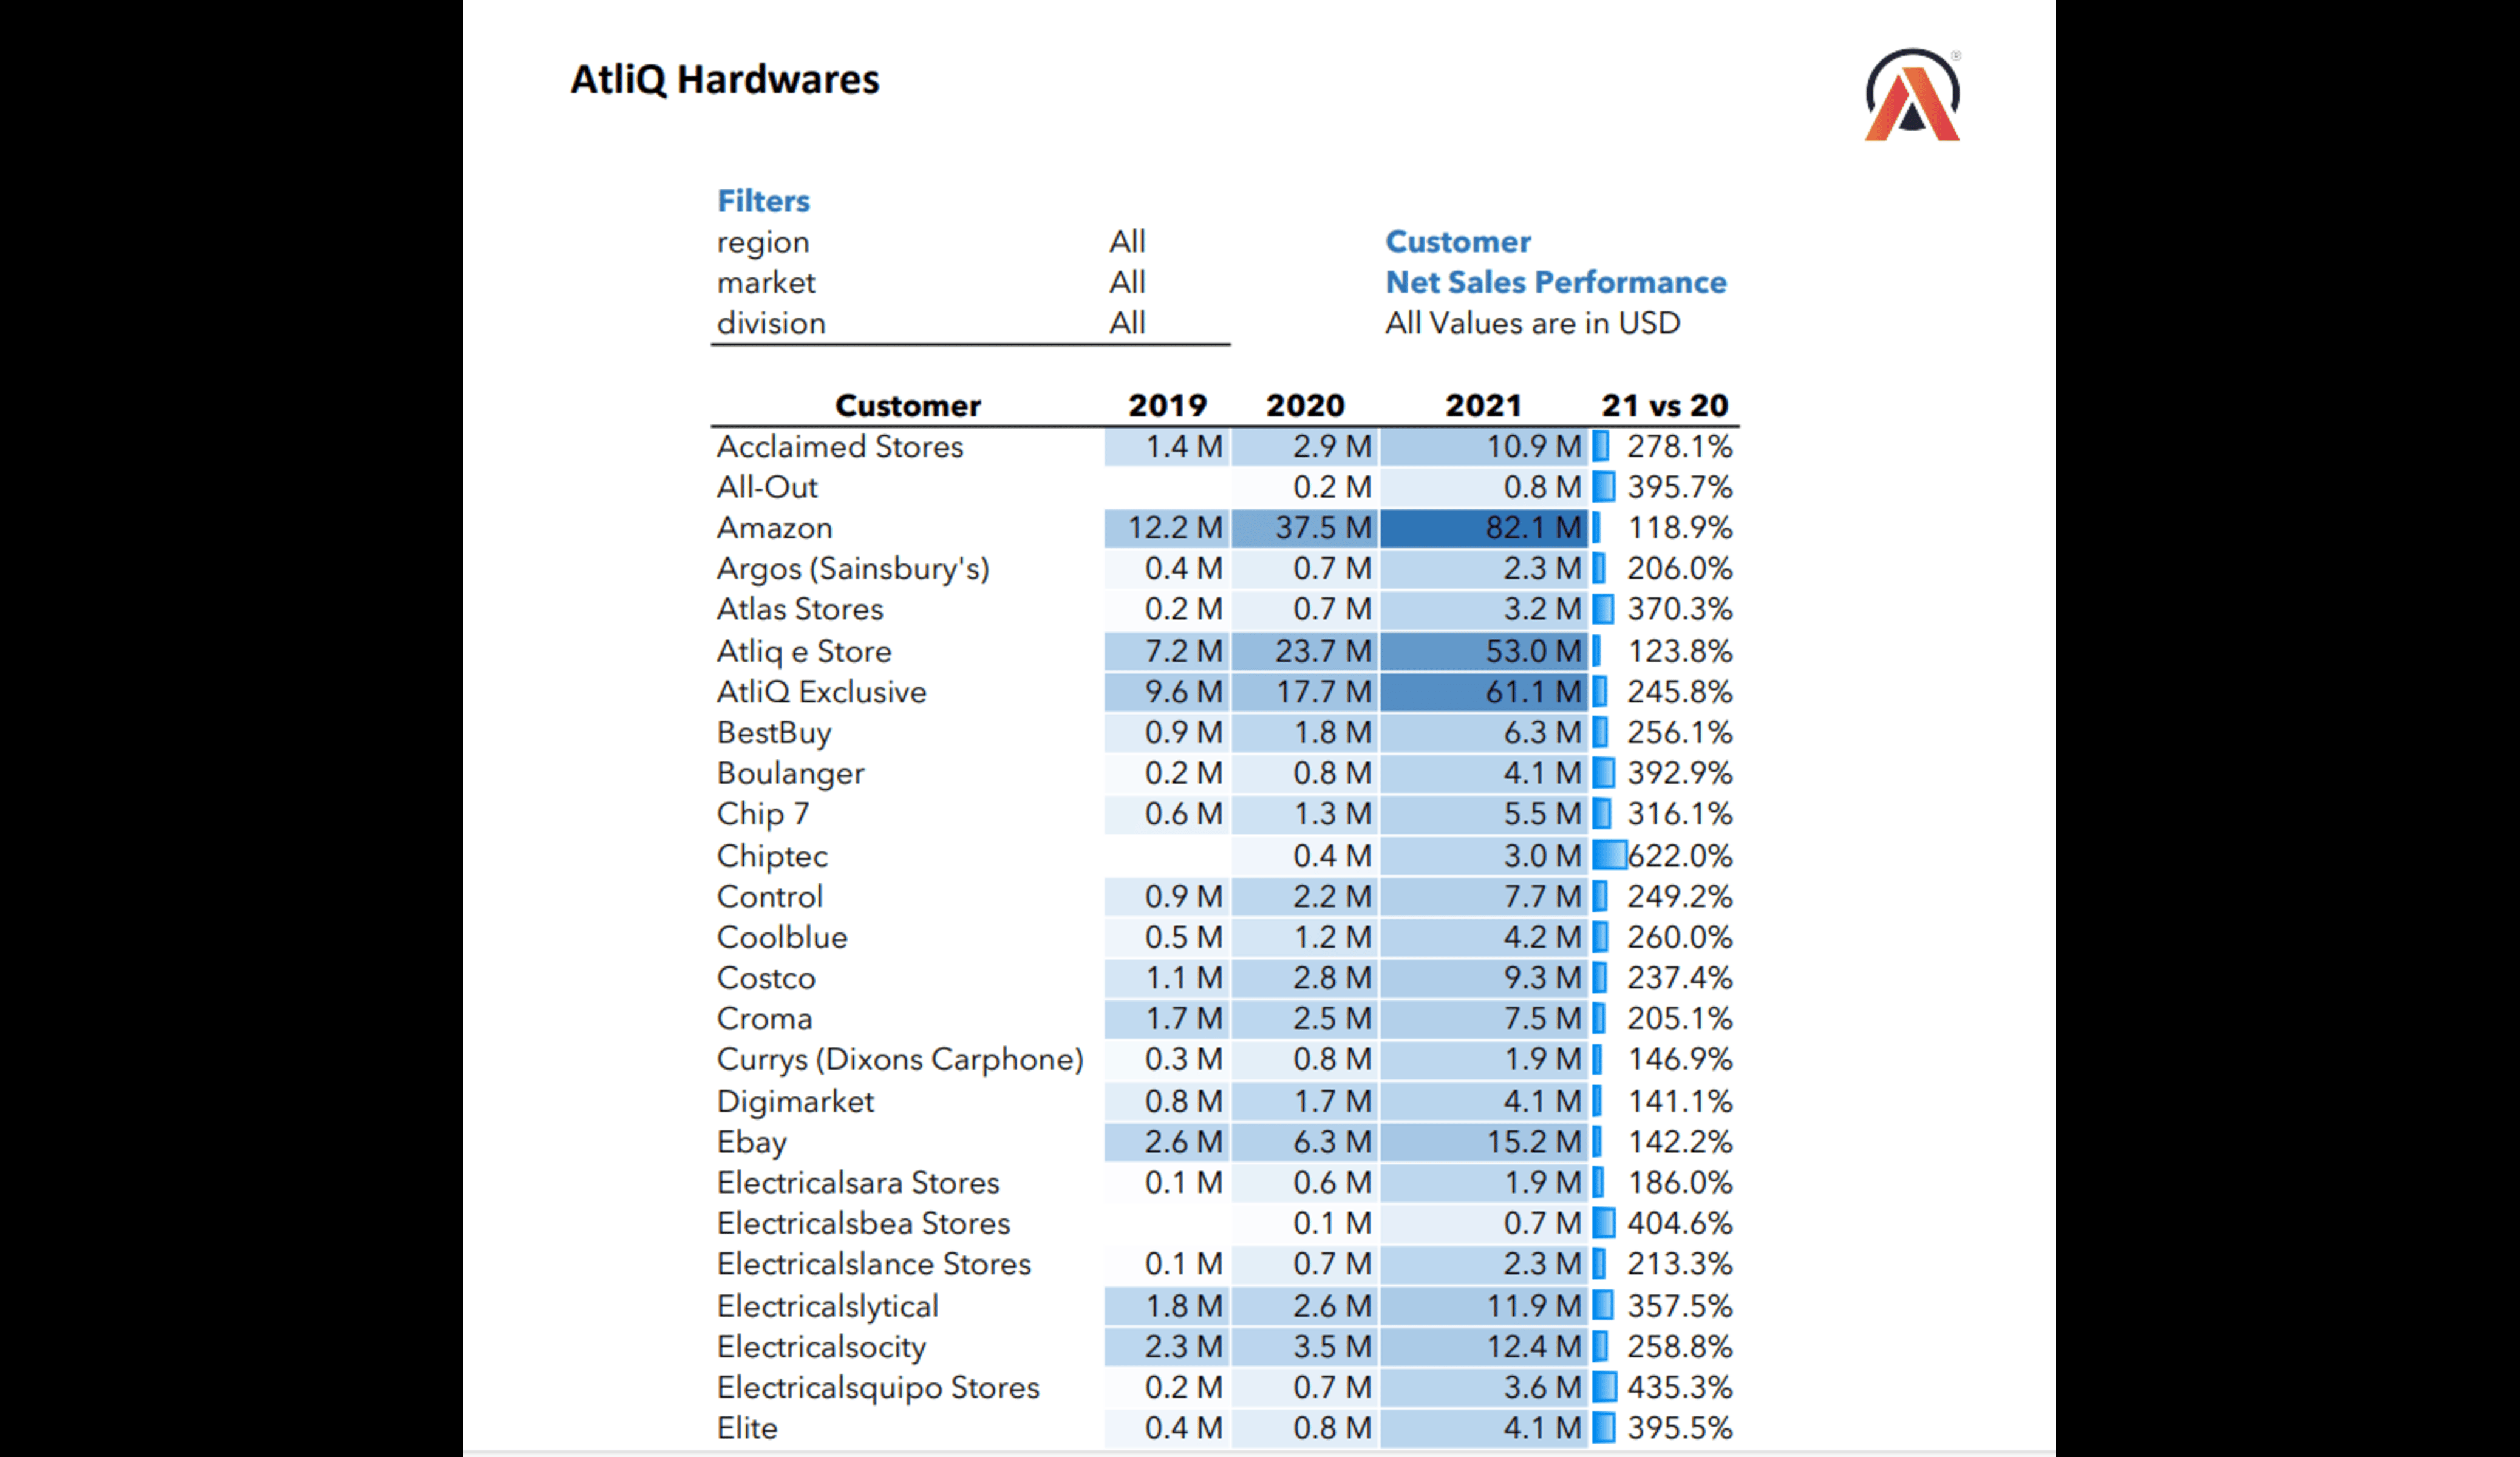 AtliQ Hardwares
®
Filters
region All Customer
market All Net Sales Performance
division All All Values are in USD
Customer 2019 2020 2021 21 vs 20
Acclaimed Stores 1.4 M 2.9 M 10.9 M 278.1%
All-Out 0.2 M 0.8 M 395.7%
Amazon 12.2 M 37.5 M 82.1 M 118.9%
Argos (Sainsbury's) 0.4 M 0.7 M 2.3 M 206.0%
Atlas Stores 0.2 M 0.7 M 3.2 M 370.3%
Atliq e Store 7.2 M 23.7 M 53.0 M 123.8%
AtliQ Exclusive 9.6 M 17.7 M 61.1 M 245.8%
BestBuy 0.9 M 1.8 M 6.3 M 256.1%
Boulanger 0.2 M 0.8 M 4.1 M 392.9%
Chip 7 0.6 M 1.3 M 5.5 M 316.1%
Chiptec 0.4 M 3.0 M 622.0%
Control 0.9 M 2.2 M 7.7 M 249.2%
Coolblue 0.5 M 1.2 M 4.2 M 260.0%
Costco 1.1 M 2.8 M 9.3 M 237.4%
Croma 1.7 M 2.5 M 7.5 M 205.1%
Currys (Dixons Carphone) 0.3 M 0.8 M 1.9 M 146.9%
Digimarket 0.8 M 1.7 M 4.1 M 141.1%
Ebay 2.6 M 6.3 M 15.2 M 142.2%
Electricalsara Stores 0.1 M 0.6 M 1.9 M 186.0%
Electricalsbea Stores 0.1 M 0.7 M 404.6%
Electricalslance Stores 0.1 M 0.7 M 2.3 M 213.3%
Electricalslytical 1.8 M 2.6 M 11.9 M 357.5%
Electricalsocity 2.3 M 3.5 M 12.4 M 258.8%
Electricalsquipo Stores 0.2 M 0.7 M 3.6 M 435.3%
Elite 0.4 M 0.8 M 4.1 M 395.5%